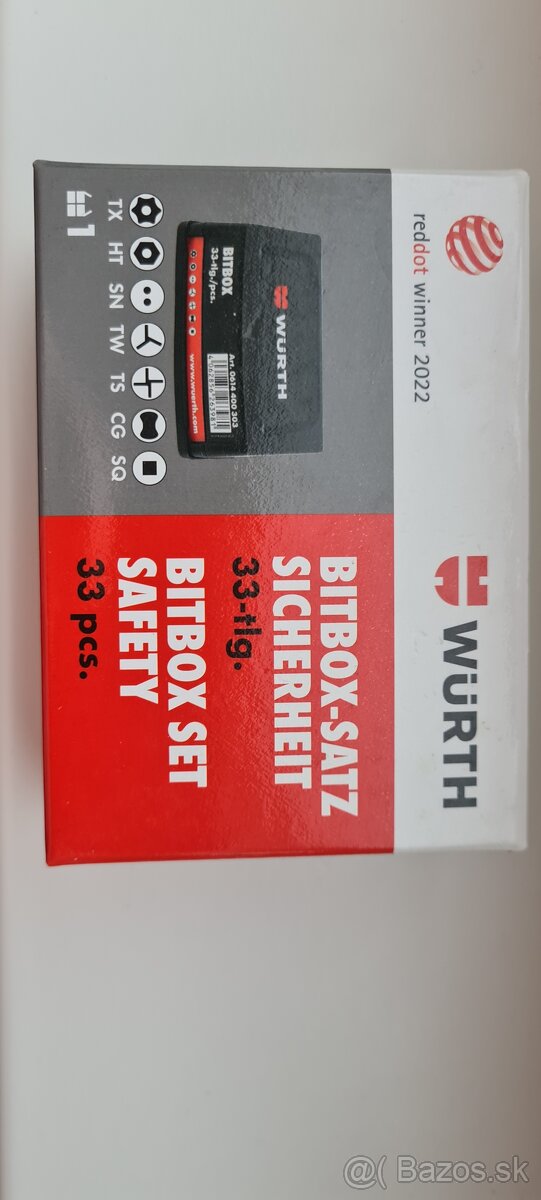 reddot winner 2022
WÜRTH
WÜRTH
BITBOX
33-tlg./pcs.
Art. 0614 400 303
www.wuerth.com
TX HT SN TW TS CG SQ
1
BITBOX-SATZ
SICHERHEIT
33-tlg.
BITBOX SET
SAFETY
33 pcs.
@( Bazos.sk